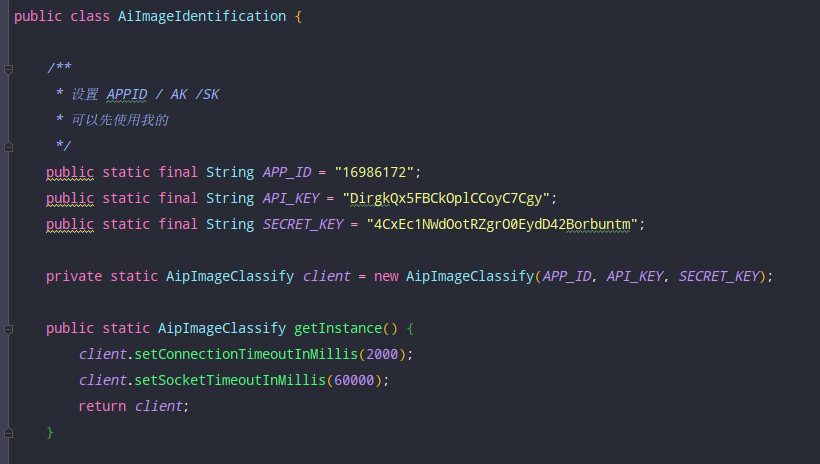 public class AiImageIdentification {
/**
* 设置 APPID / AK /SK
* 可以先使用我的
*/
public static final String APP_ID = "16986172";
public static final String API_KEY = "DirgkQx5FBCkOplCCoyC7Cgy";
public static final String SECRET_KEY = "4CxEc1NWdOotRZgrO0EydD42Borbuntm";
private static AipImageClassify client = new AipImageClassify(APP_ID, API_KEY, SECRET_KEY);
public static AipImageClassify getInstance() {
client.setConnectionTimeoutInMillis(2000);
client.setSocketTimeoutInMillis(60000);
return client;
}